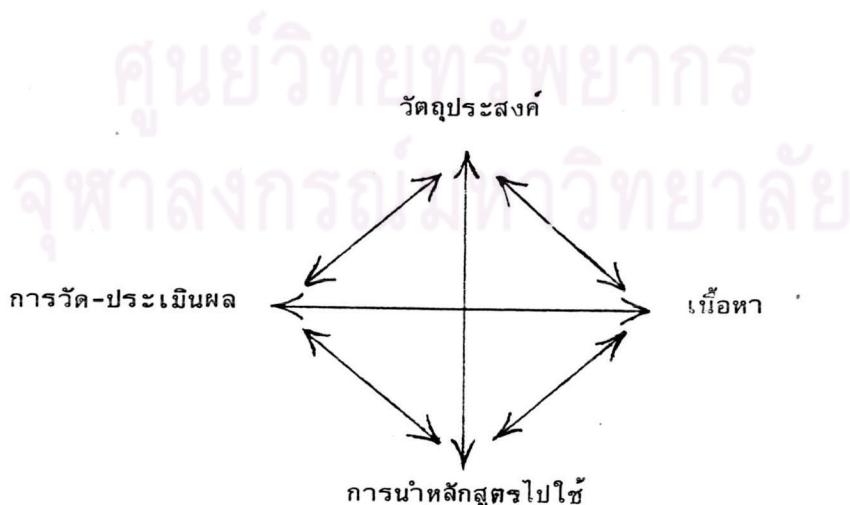 ศูนย์วิทยทรัพยากร
วัตถุประสงค์
จุฬาลงกรณ์มหาวิทยาลัย
การวัด-ประเมินผล
เนื้อหา
การนำหลักสูตรไปใช้